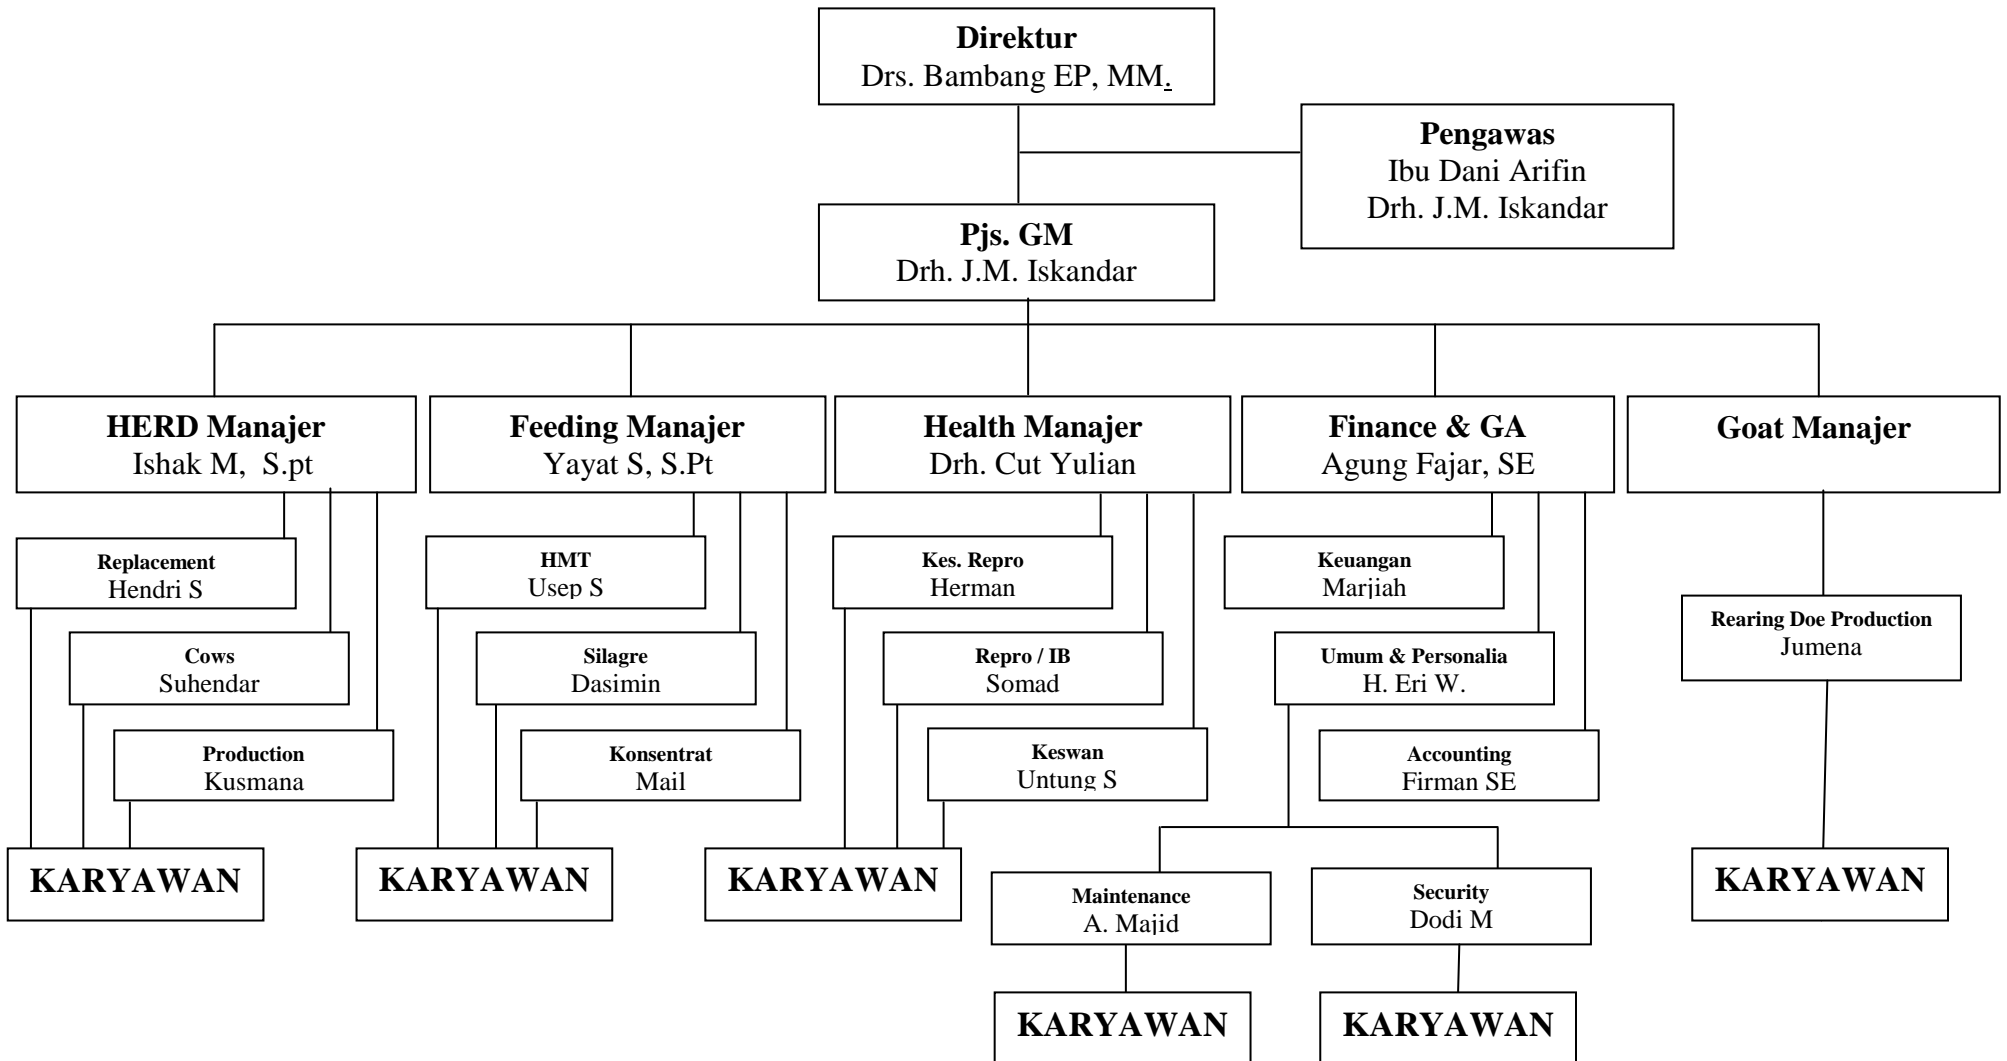 Direktur
Drs. Bambang EP, MM.
Pengawas
Ibu Dani Arifin
Drh. J.M. Iskandar
Pjs. GM
Drh. J.M. Iskandar
HERD Manajer
Ishak M, S.pt
Feeding Manajer
Yayat S, S.Pt
Health Manajer
Drh. Cut Yulian
Finance & GA
Agung Fajar, SE
Goat Manajer
Replacement
Hendri S
HMT
Usep S
Kes. Repro
Herman
Keuangan
Marjiah
Rearing Doe Production
Jumena
Cows
Suhendar
Silagre
Dasimin
Repro / IB
Somad
Umum & Personalia
H. Eri W.
Production
Kusmana
Konsentrat
Mail
Keswan
Untung S
Accounting
Firman SE
KARYAWAN
KARYAWAN
KARYAWAN
Maintenance
A. Majid
Security
Dodi M
KARYAWAN
KARYAWAN
KARYAWAN